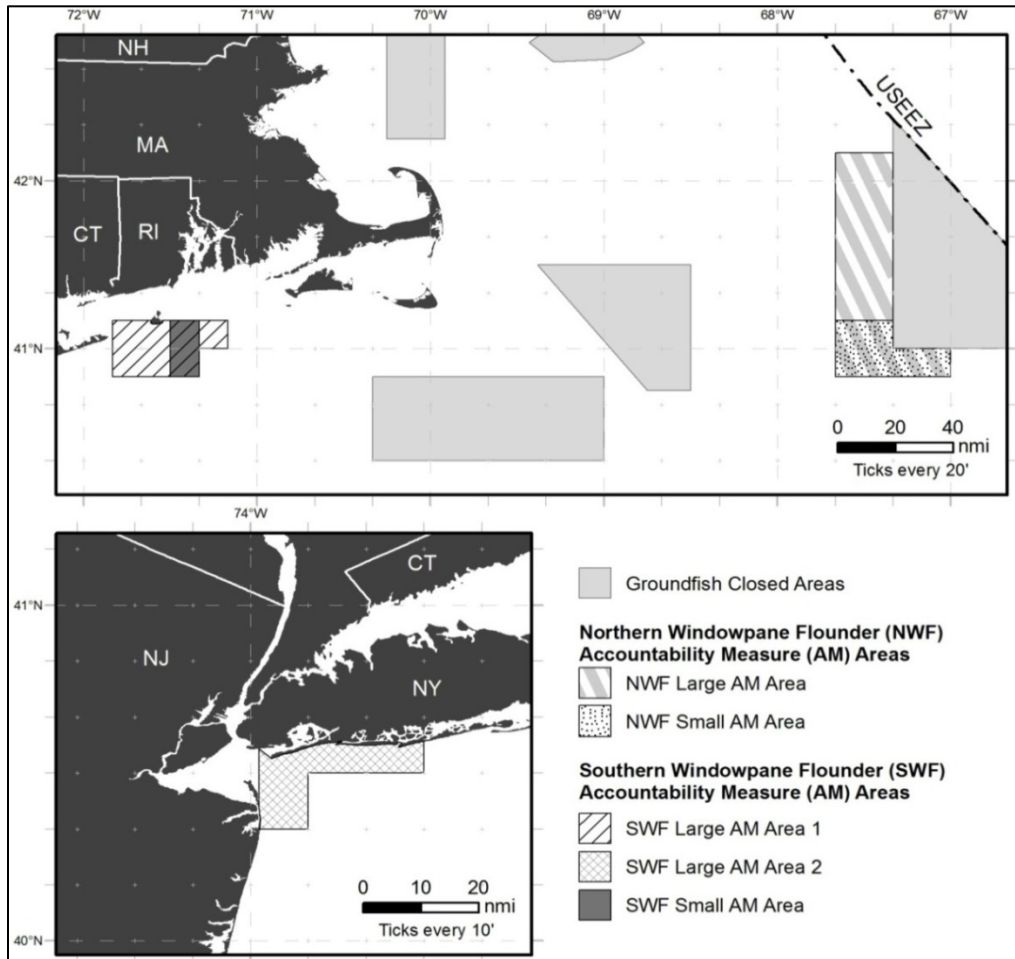 72°W
71°W
70°W
69°W
68°W
67°W
NH
MA
CT
RI
USEEZ
42°N
41°N
0 20 40
nmi
Ticks every 20'
74°W
CT
NJ
NY
41°N
40°N
0 10 20
nmi
Ticks every 10'
Groundfish Closed Areas
Northern Windowpane Flounder (NWF)
Accountability Measure (AM) Areas
NWF Large AM Area
NWF Small AM Area
Southern Windowpane Flounder (SWF)
Accountability Measure (AM) Areas
SWF Large AM Area 1
SWF Large AM Area 2
SWF Small AM Area